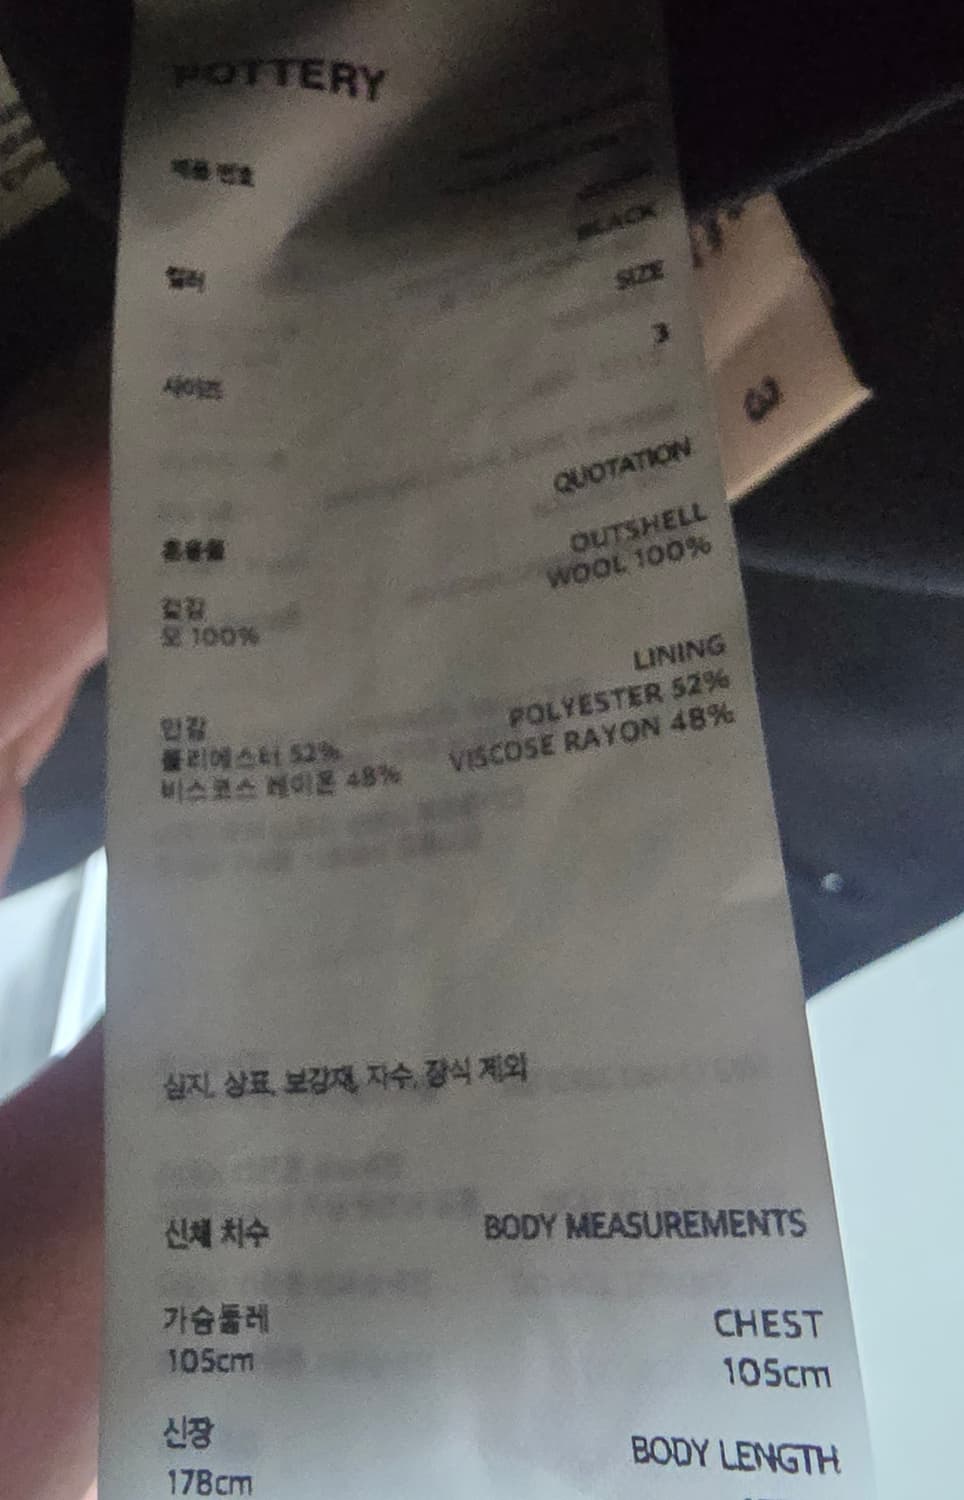 POTTERY
제품 번호
BLACK
컬러
SIZE
3
사이즈
3
QUOTATION
혼용율
OUTSHELL
WOOL 100%
겉감
모 100%
LINING
POLYESTER 52%
VISCOSE RAYON 48%
안감
폴리에스터 52%
비스코스 레이온 48%
심지, 상표, 보강재, 자수, 장식 제외
신체 치수 BODY MEASUREMENTS
가슴둘레 CHEST
105cm 105cm
신장 BODY LENGTH
178cm